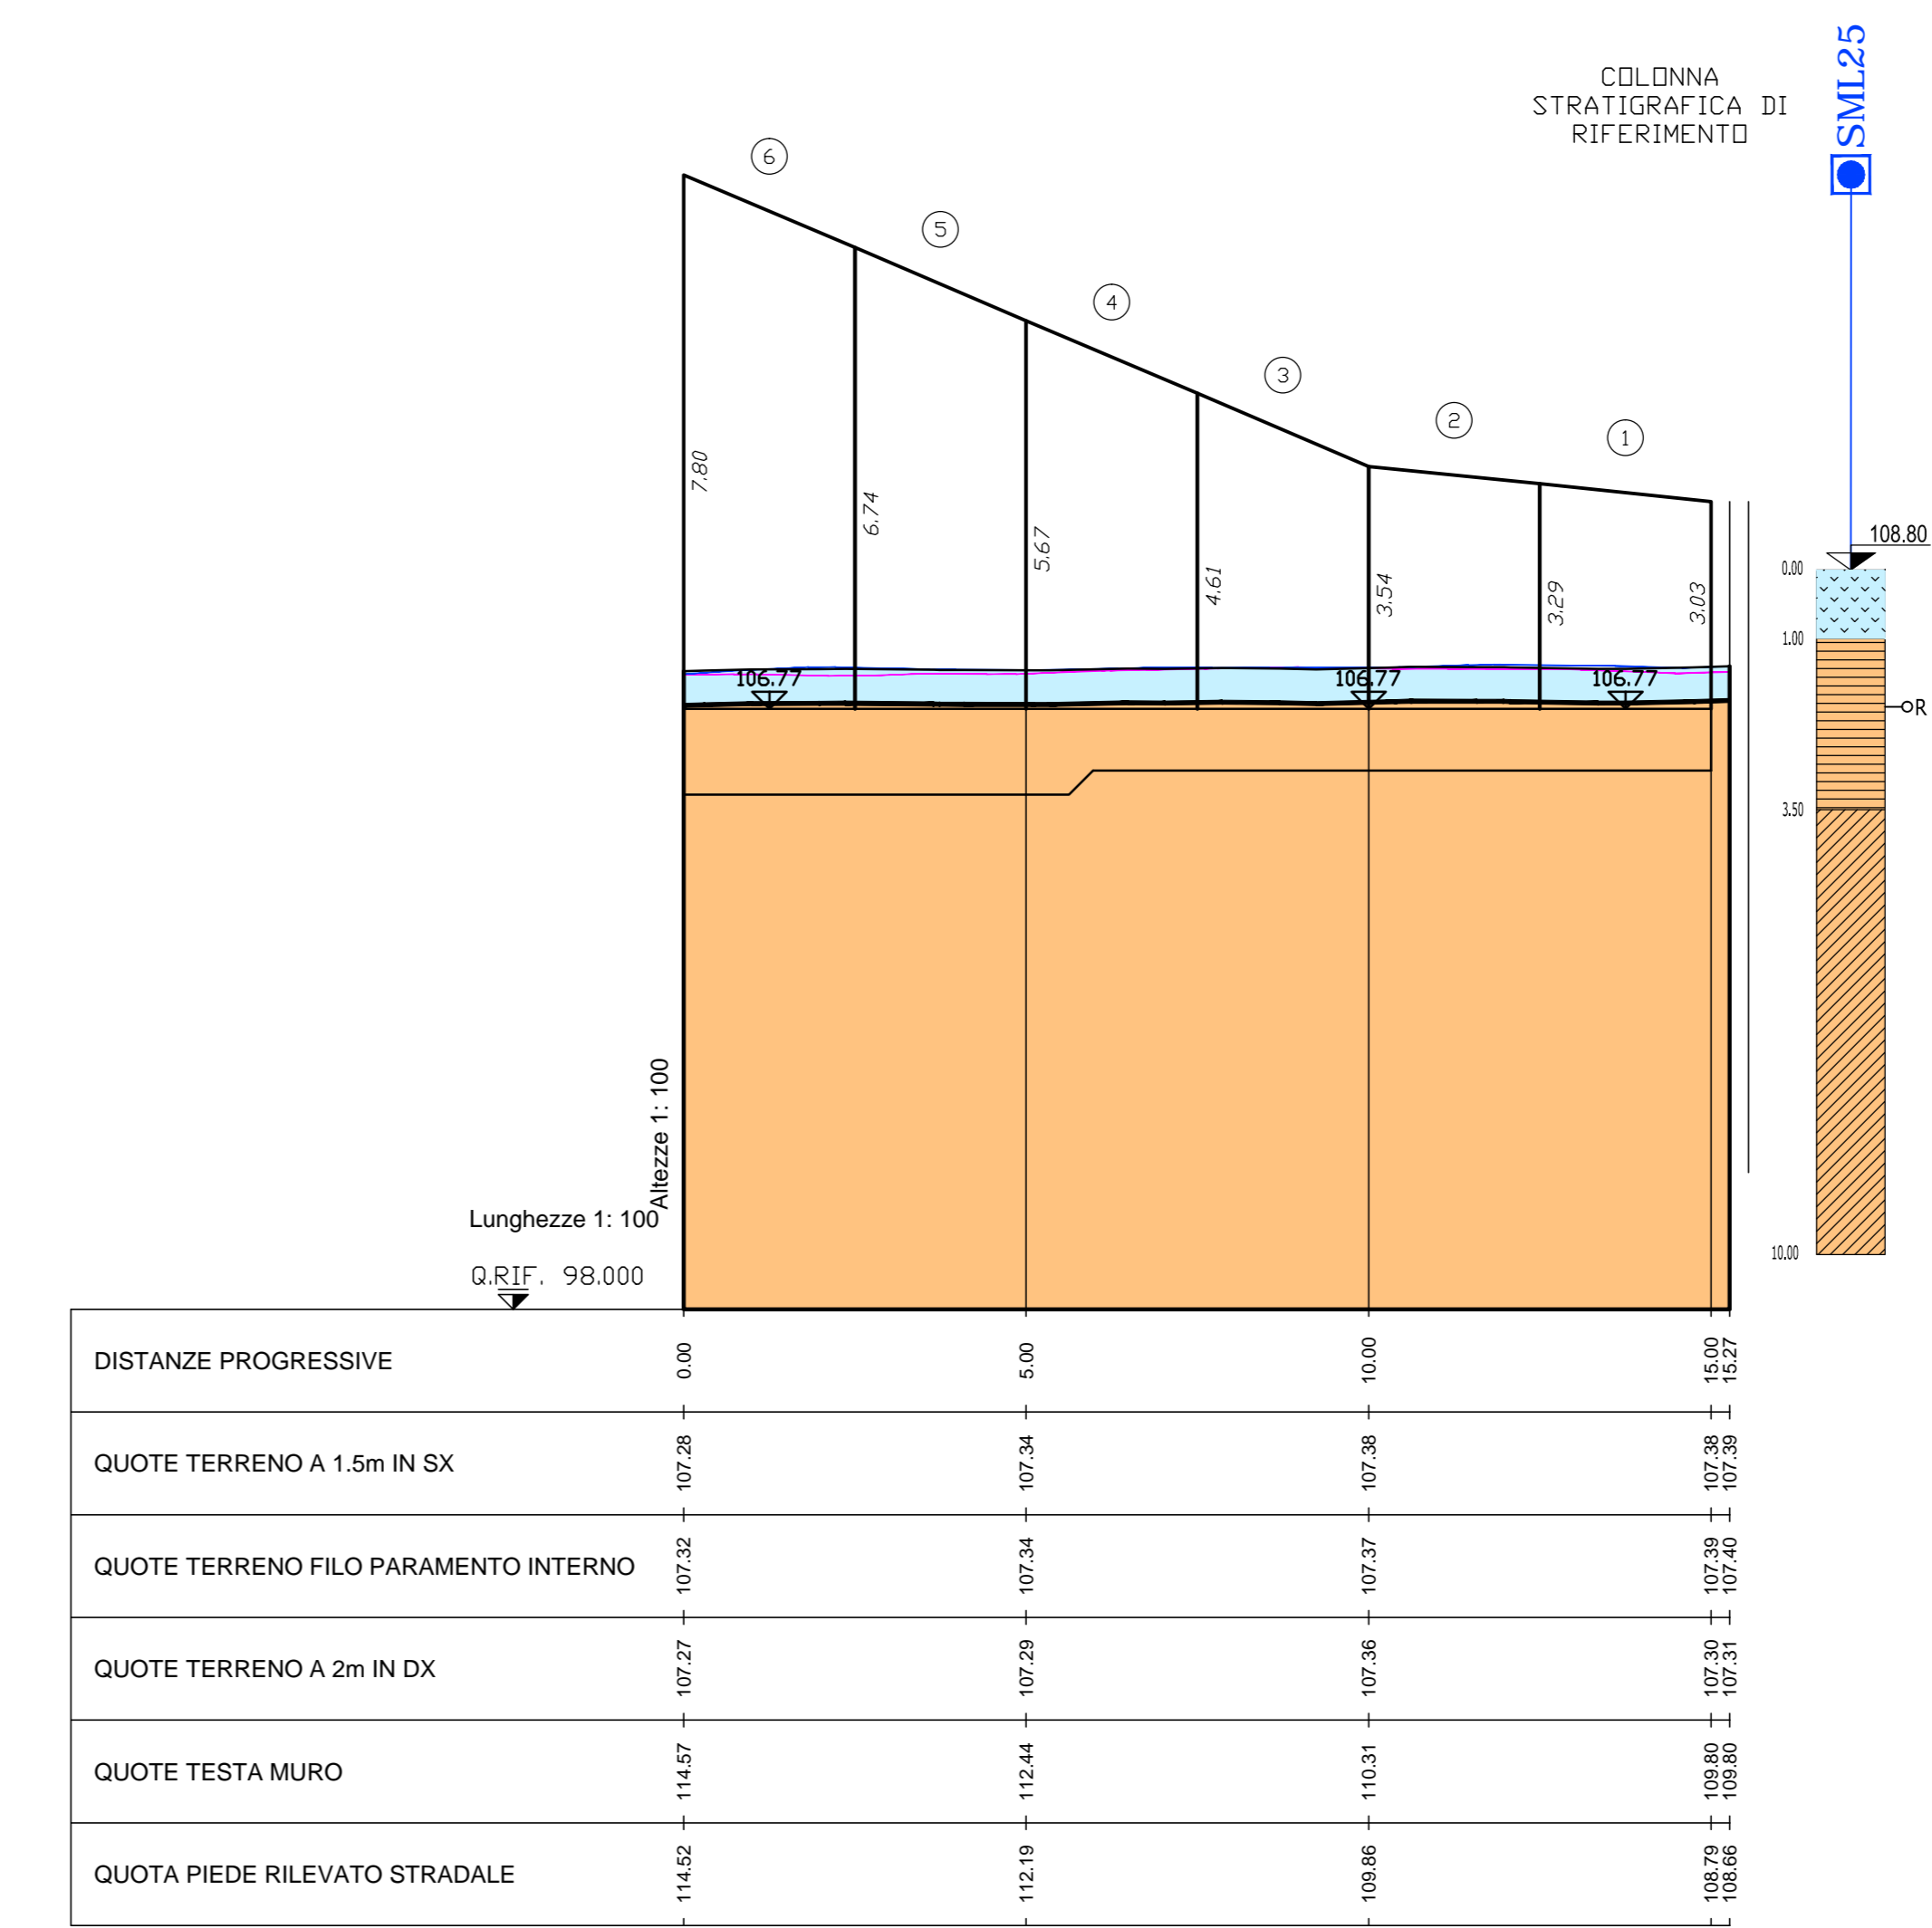 SML25
COLONNA
STRATIGRAFICA DI
RIFERIMENTO
6
5
4
3
2
1
7.80
6.74
5.67
4.61
3.54
3.29
3.03
108.80
0.00
1.00
R
3.50
10.00
106.77
106.77
106.77
Altezze 1: 100
Lunghezze 1: 100
Q.RIF. 98.000
DISTANZE PROGRESSIVE 0.00 5.00 10.00 15.00 15.27
QUOTE TERRENO A 1.5m IN SX 107.28 107.34 107.38 107.38 107.39
QUOTE TERRENO FILO PARAMENTO INTERNO 107.32 107.34 107.37 107.39 107.40
QUOTE TERRENO A 2m IN DX 107.27 107.29 107.36 107.30 107.31
QUOTE TESTA MURO 114.57 112.44 110.31 109.80 109.80
QUOTA PIEDE RILEVATO STRADALE 114.52 112.19 109.86 108.79 108.66